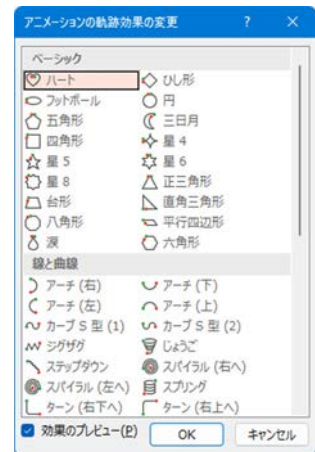 アニメーションの軌跡効果の変更 ? ×
ベーシック
ハート ひし形
フットボール 円
五角形 三日月
四角形 星 4
星 5 星 6
星 8 正三角形
台形 直角三角形
八角形 平行四辺形
涙 六角形
線と曲線
アーチ (右) アーチ (下)
アーチ (左) アーチ (上)
カーブ S 型 (1) カーブ S 型 (2)
ジグザグ じょうご
ステップダウン スパイラル (右へ)
スパイラル (左へ) スプリング
ターン (右下へ) ターン (右上へ)
効果のプレビュー(P) OK キャンセル